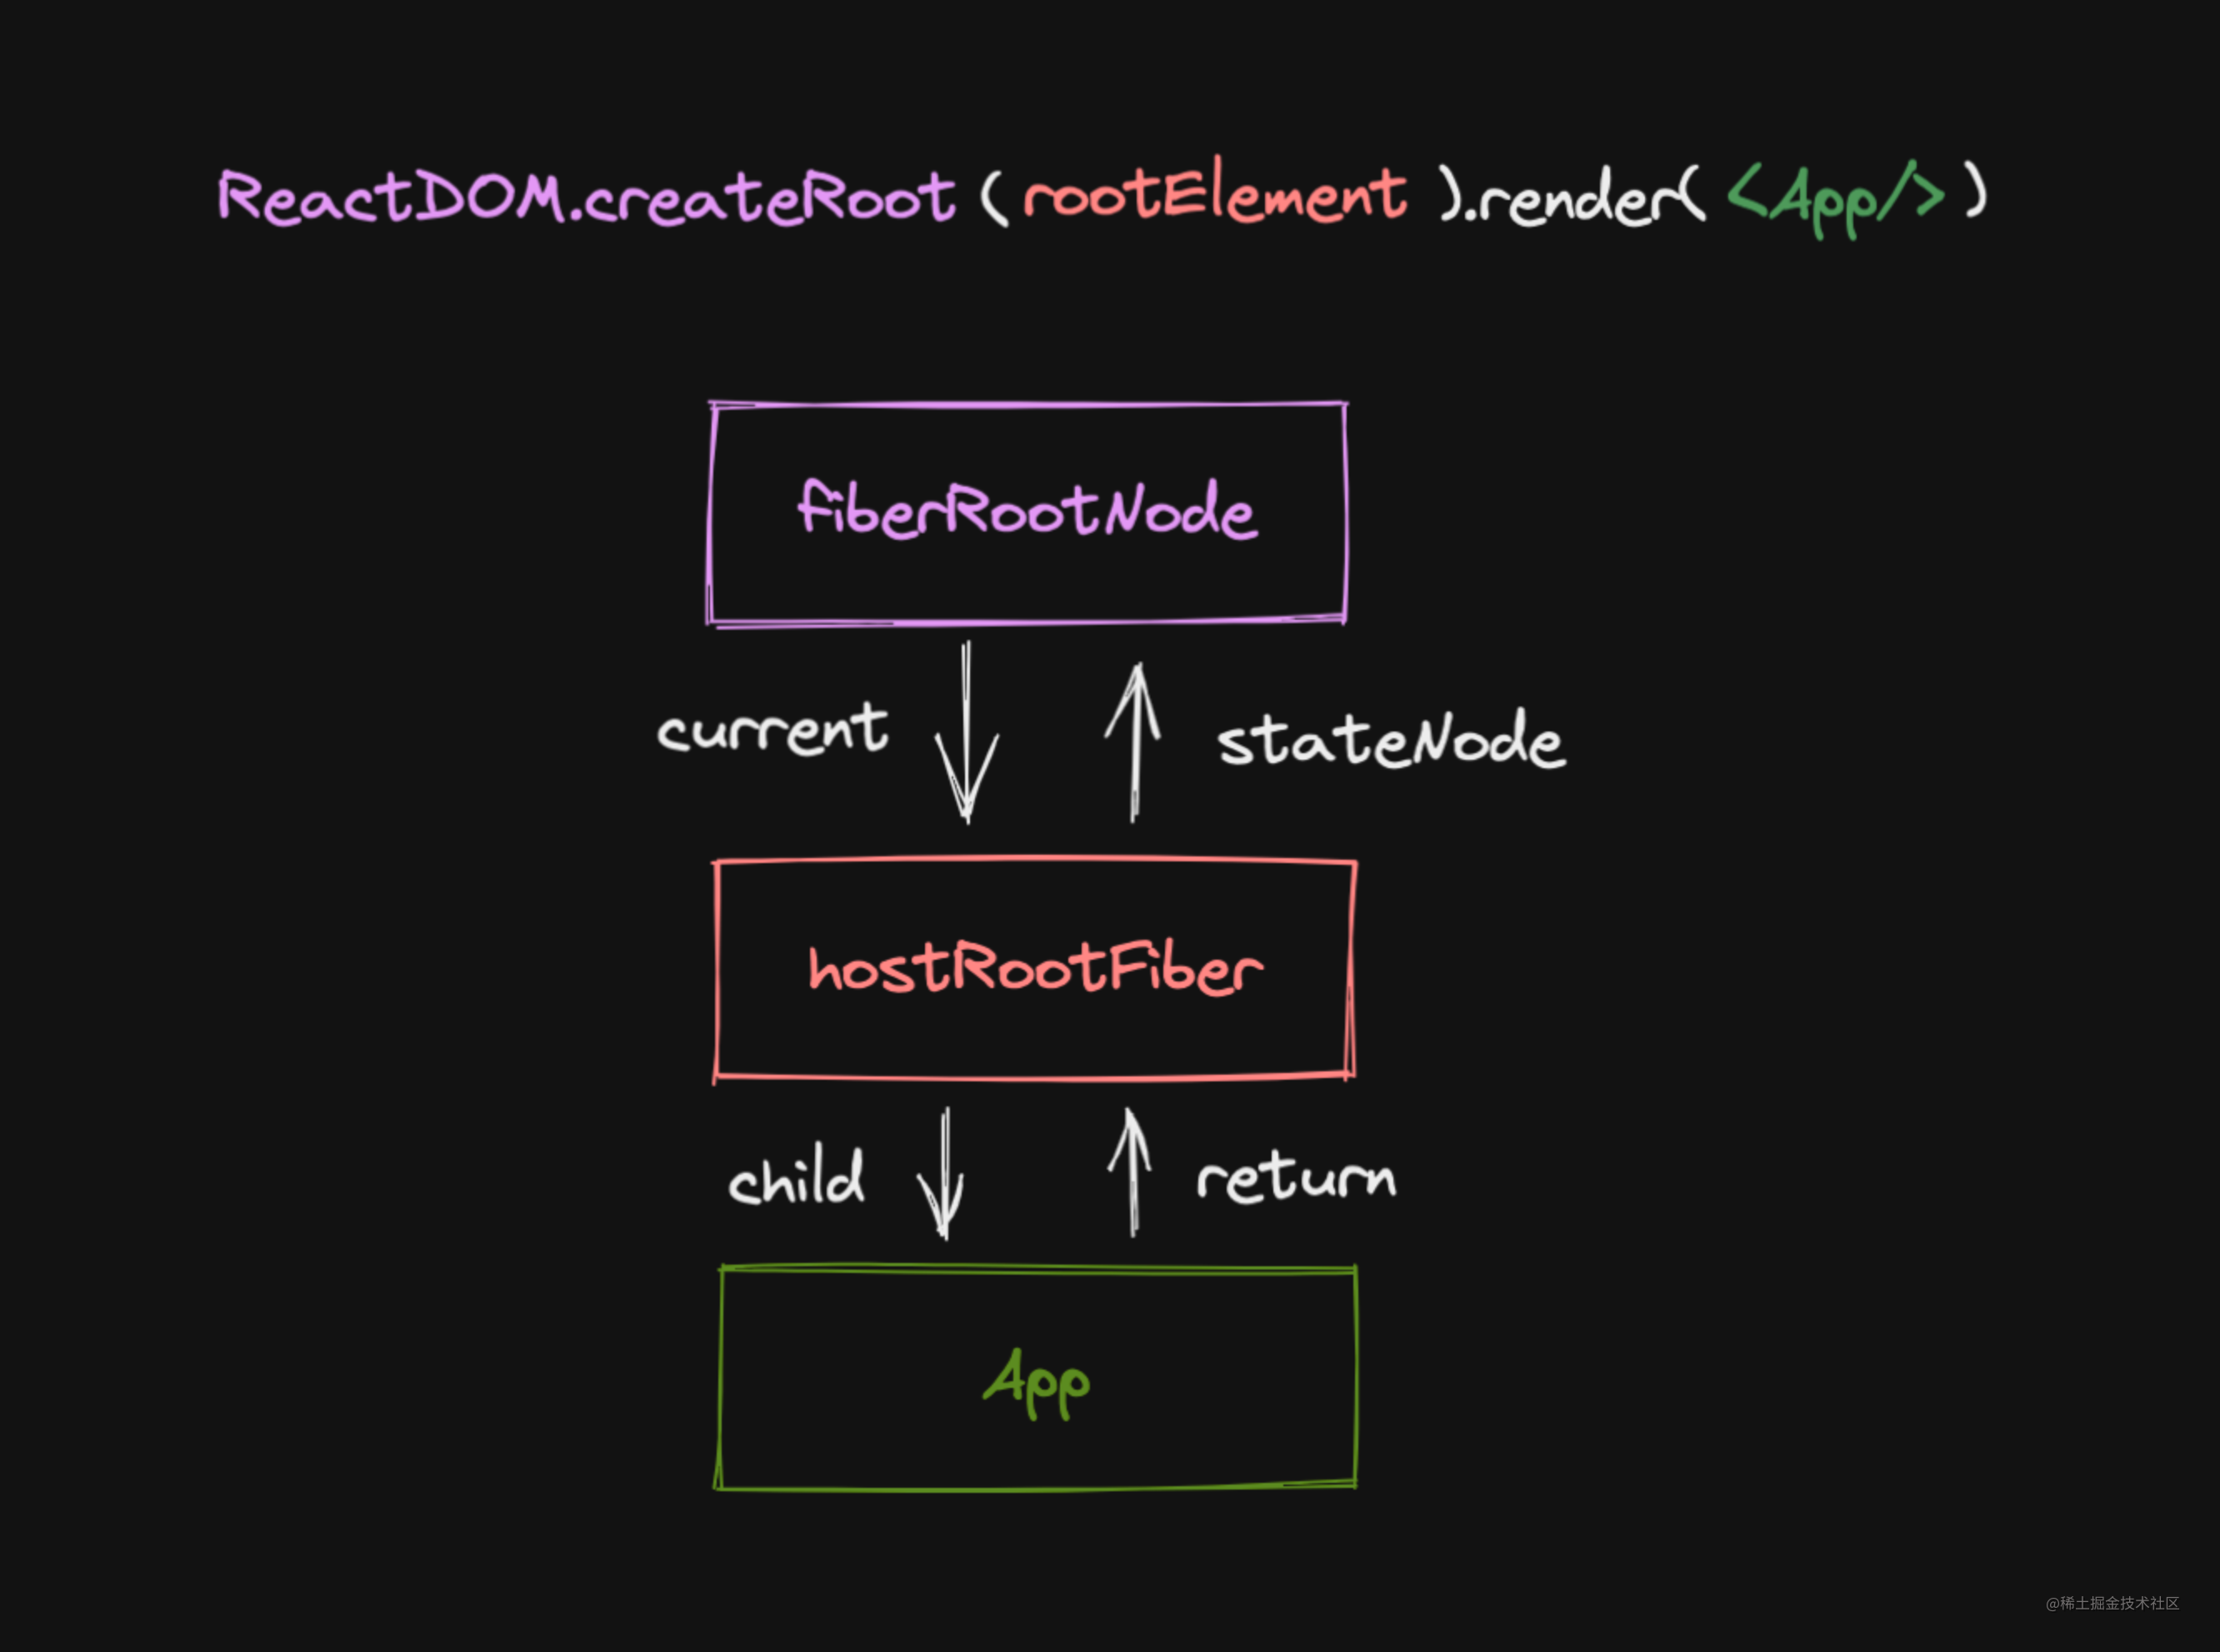 ReactDOM.createRoot (rootElement ).render( <App/> )
fiberRootNode
current
stateNode
hostRootFiber
child
return
App
@稀土掘金技术社区